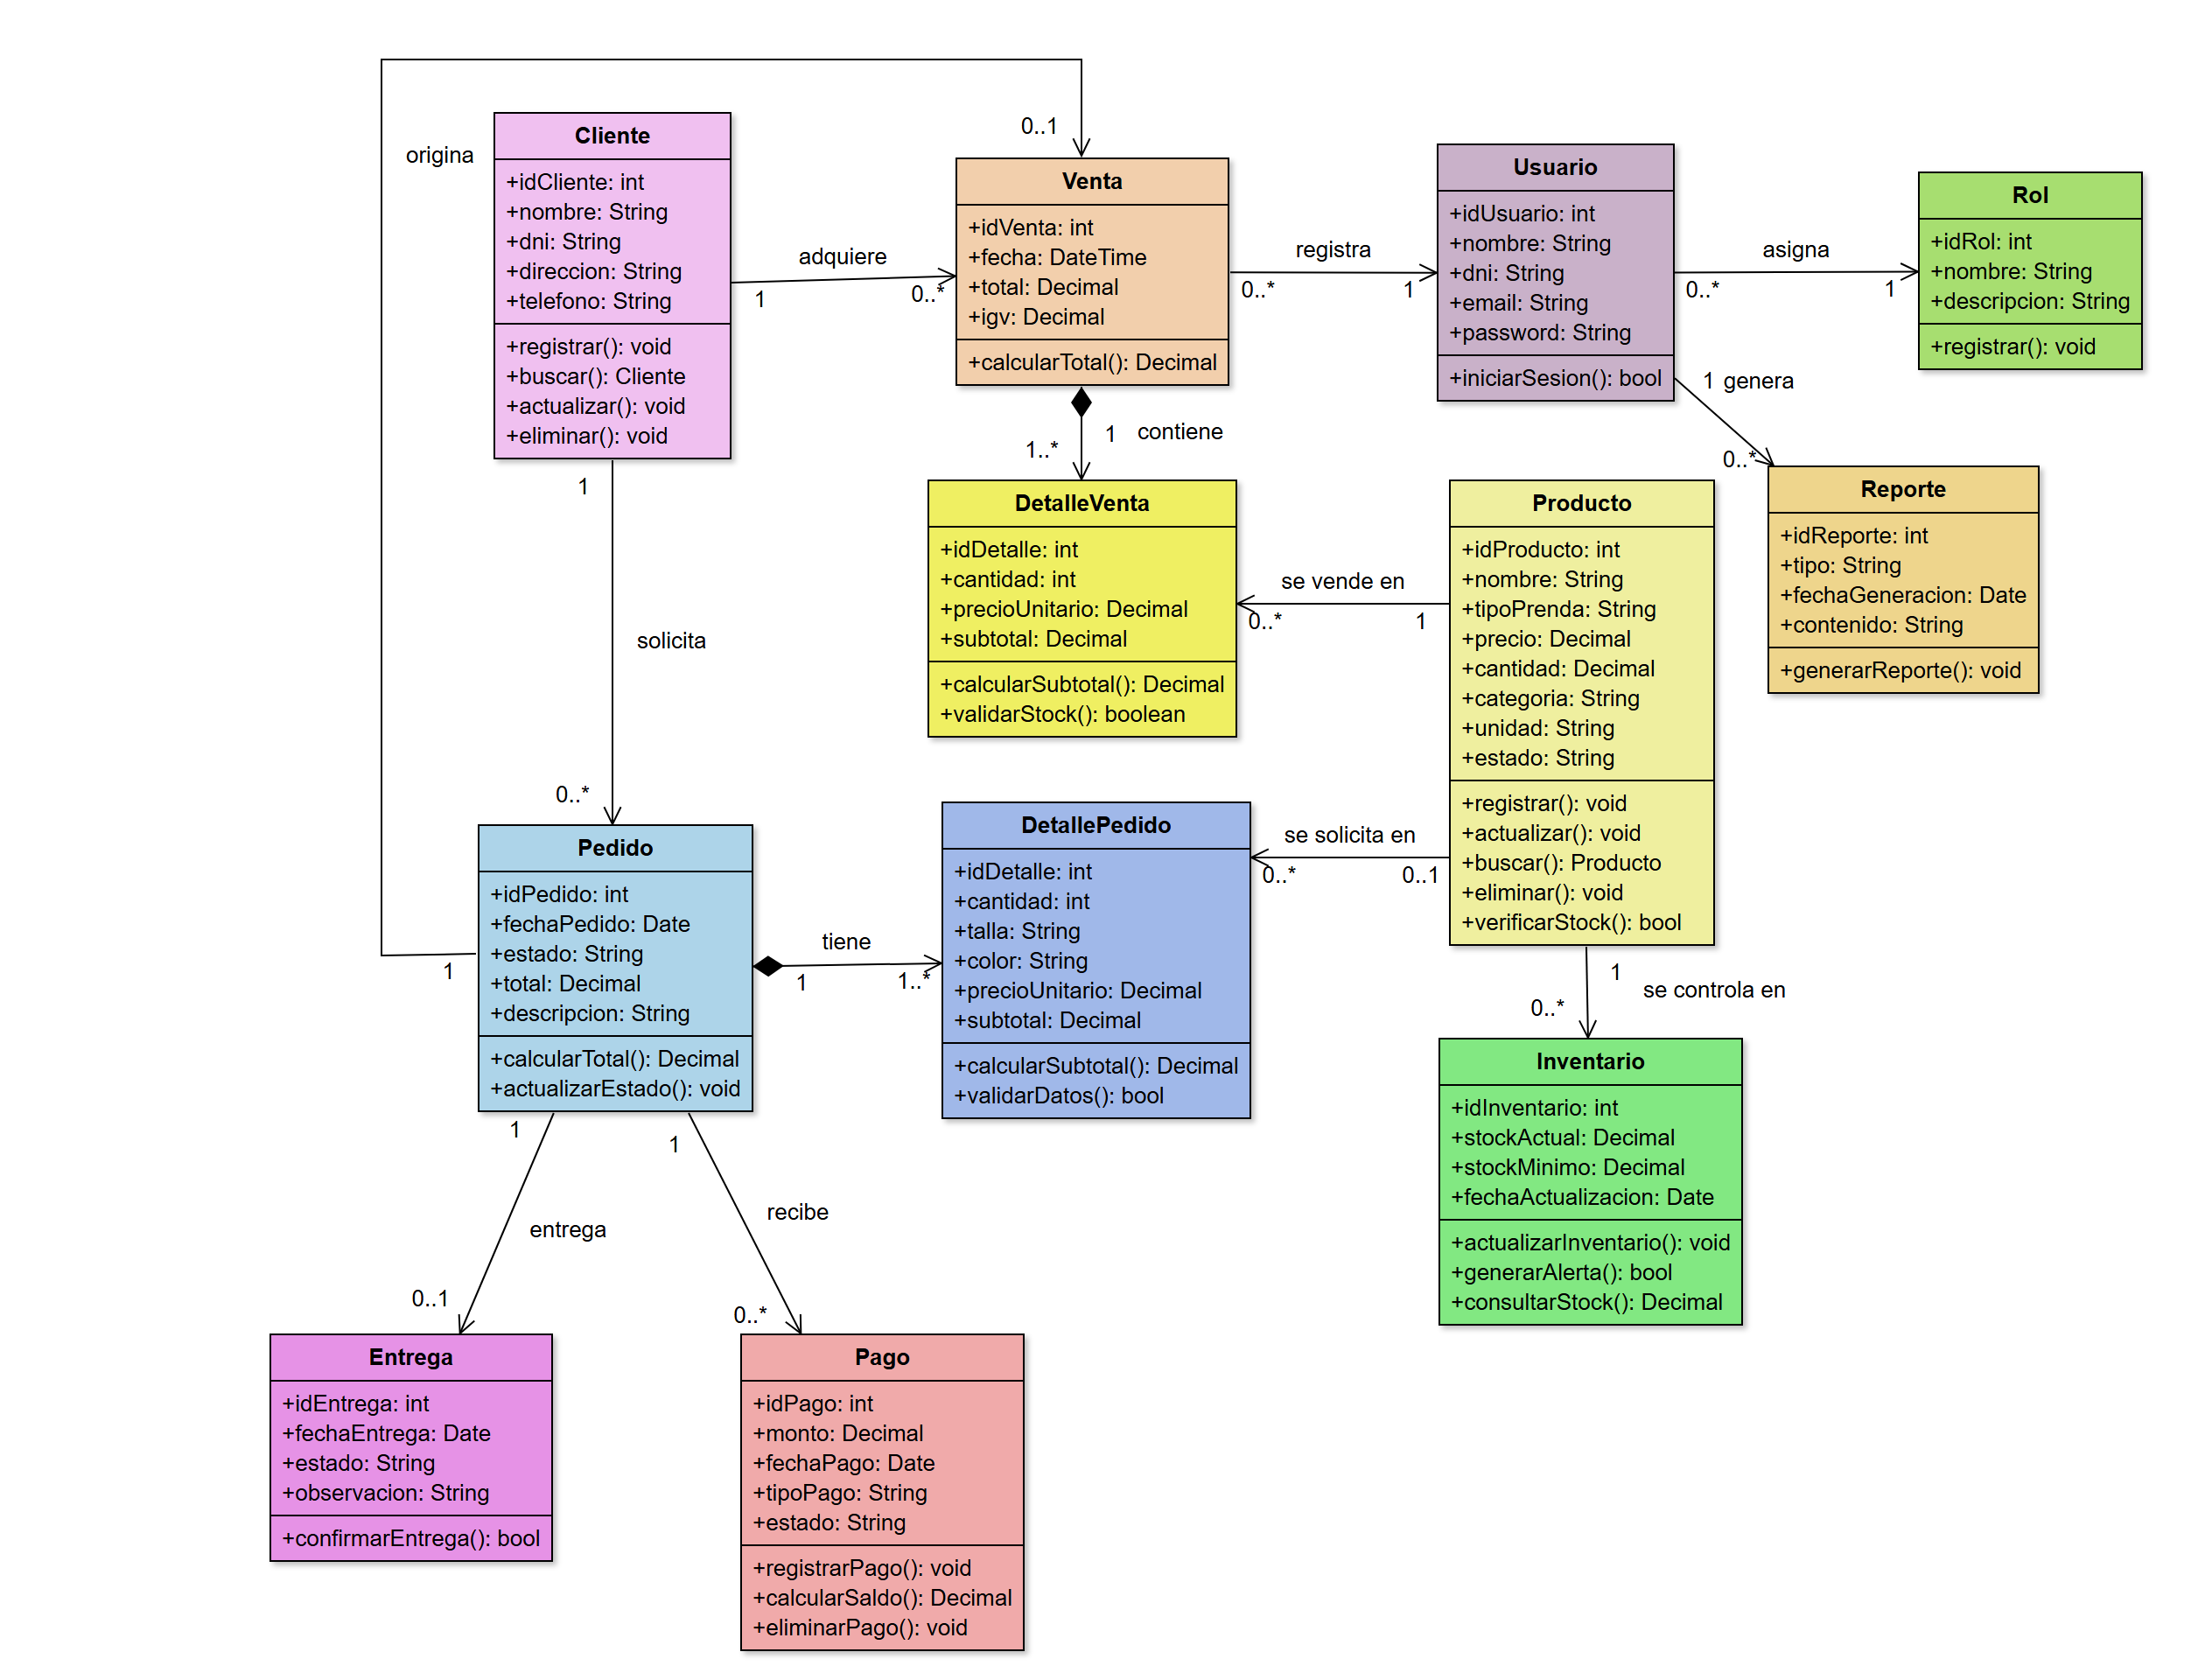 origina
Cliente
+idCliente: int
+nombre: String
+dni: String
+direccion: String
+telefono: String
+registrar(): void
+buscar(): Cliente
+actualizar(): void
+eliminar(): void
adquiere
1
0..*
0..1
Venta
+idVenta: int
+fecha: DateTime
+total: Decimal
+igv: Decimal
+calcularTotal(): Decimal
registra
0..*
1
Usuario
+idUsuario: int
+nombre: String
+dni: String
+email: String
+password: String
+iniciarSesion(): bool
asigna
0..*
1
Rol
+idRol: int
+nombre: String
+descripcion: String
+registrar(): void
1 genera
0..*
Reporte
+idReporte: int
+tipo: String
+fechaGeneracion: Date
+contenido: String
+generarReporte(): void
1 contiene
1..*
DetalleVenta
+idDetalle: int
+cantidad: int
+precioUnitario: Decimal
+subtotal: Decimal
+calcularSubtotal(): Decimal
+validarStock(): boolean
se vende en
0..*
1
Producto
+idProducto: int
+nombre: String
+tipoPrenda: String
+precio: Decimal
+cantidad: Decimal
+categoria: String
+unidad: String
+estado: String
+registrar(): void
+actualizar(): void
+buscar(): Producto
+eliminar(): void
+verificarStock(): bool
1
solicita
0..*
Pedido
+idPedido: int
+fechaPedido: Date
+estado: String
+total: Decimal
+descripcion: String
+calcularTotal(): Decimal
+actualizarEstado(): void
1
tiene
1
1..*
DetallePedido
+idDetalle: int
+cantidad: int
+talla: String
+color: String
+precioUnitario: Decimal
+subtotal: Decimal
+calcularSubtotal(): Decimal
+validarDatos(): bool
se solicita en
0..*
0..1
1
se controla en
0..*
Inventario
+idInventario: int
+stockActual: Decimal
+stockMinimo: Decimal
+fechaActualizacion: Date
+actualizarInventario(): void
+generarAlerta(): bool
+consultarStock(): Decimal
1
entrega
0..1
Entrega
+idEntrega: int
+fechaEntrega: Date
+estado: String
+observacion: String
+confirmarEntrega(): bool
1
recibe
0..*
Pago
+idPago: int
+monto: Decimal
+fechaPago: Date
+tipoPago: String
+estado: String
+registrarPago(): void
+calcularSaldo(): Decimal
+eliminarPago(): void